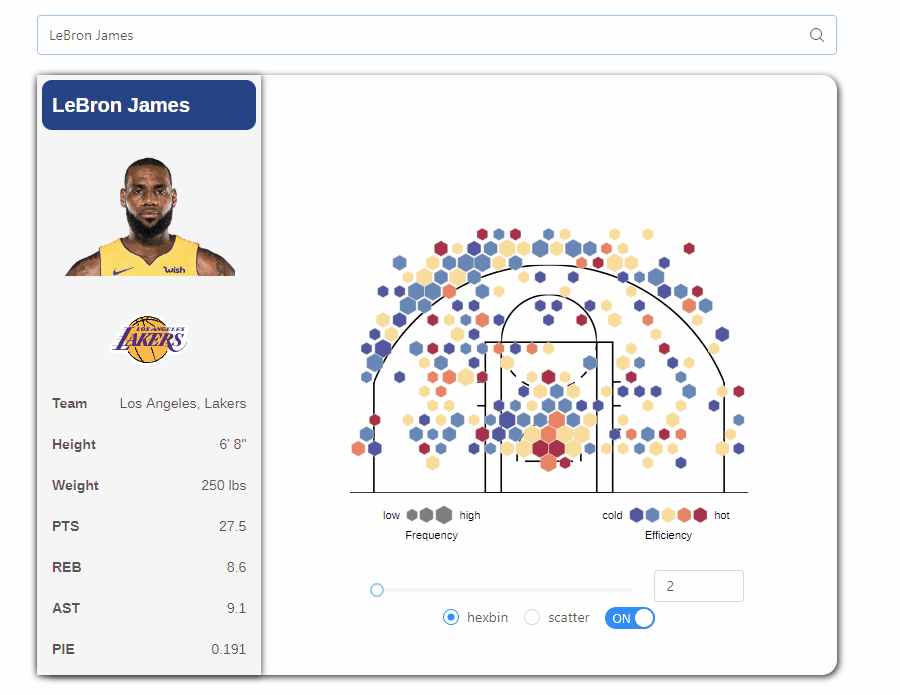 LeBron James
LeBron James
wish
LOS ANGELES
LAKERS
Team Los Angeles, Lakers
Height 6' 8"
Weight 250 lbs
PTS 27.5
REB 8.6
AST 9.1
PIE 0.191
low high cold hot
Frequency Efficiency
2
hexbin scatter ON